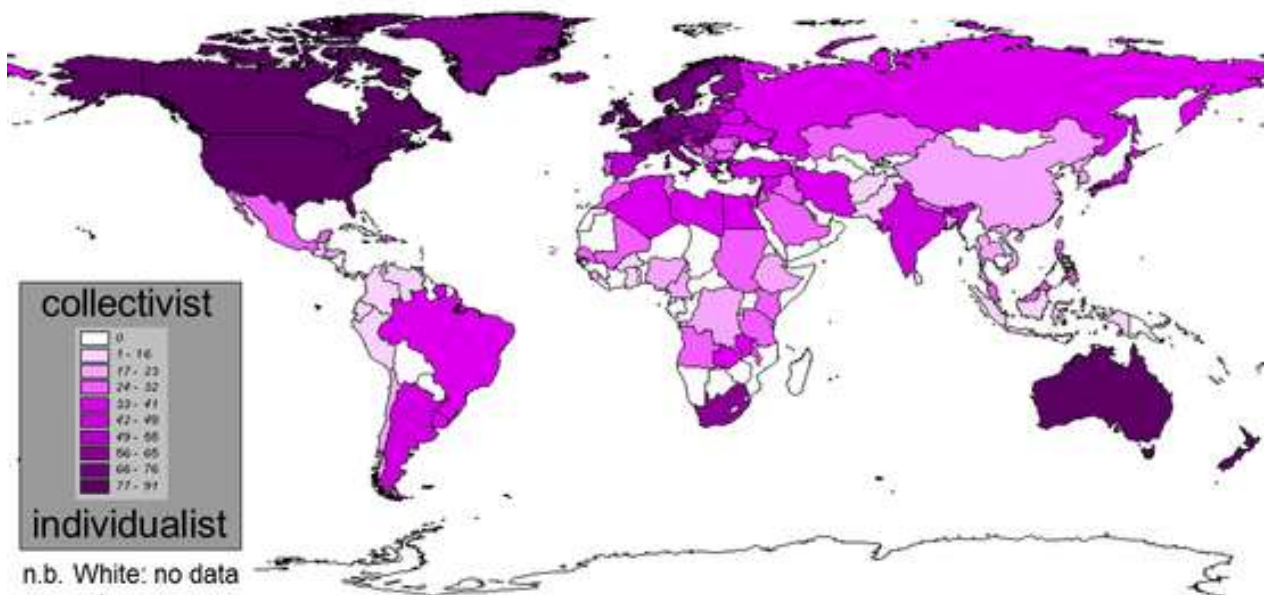 collectivist
0
1 - 16
17 - 23
24 - 32
33 - 41
42 - 48
49 - 55
56 - 65
66 - 76
77 - 91
individualist
n.b. White: no data